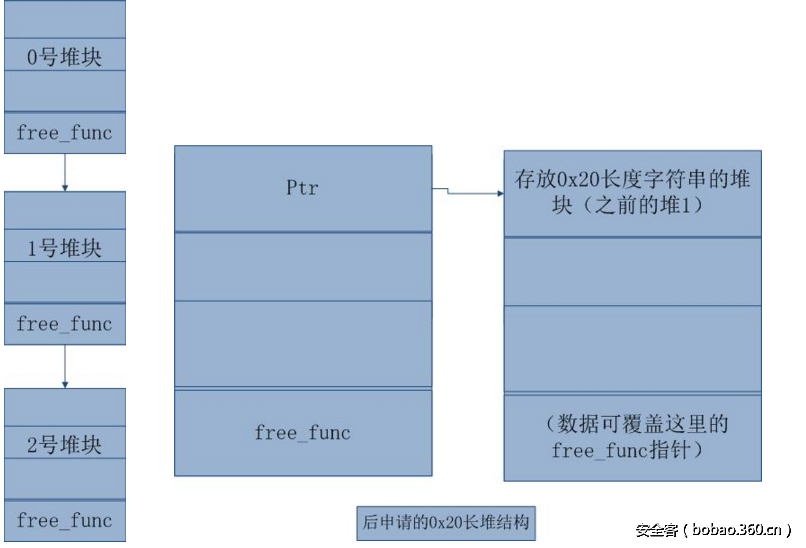 0号堆块
free_func
1号堆块
free_func
2号堆块
free_func
Ptr
free_func
存放0x20长度字符串的堆
块（之前的堆1）
（数据可覆盖这里的
free_func指针）
后申请的0x20长堆结构
安全客（bobao.360.cn）